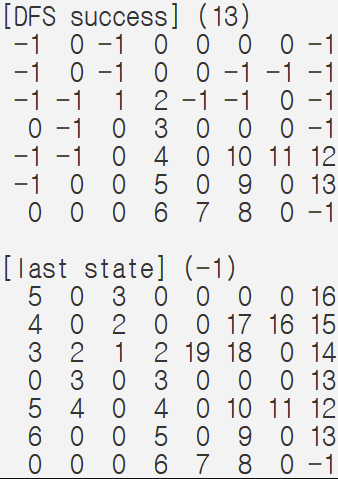 [DFS success] (13)
-1 0 -1 0 0 0 0 -1
-1 0 -1 0 0 -1 -1 -1
-1 -1 1 2 -1 -1 0 -1
0 -1 0 3 0 0 0 -1
-1 -1 0 4 0 10 11 12
-1 0 0 5 0 9 0 13
0 0 0 6 7 8 0 -1
[last state] (-1)
5 0 3 0 0 0 0 16
4 0 2 0 0 17 16 15
3 2 1 2 19 18 0 14
0 3 0 3 0 0 0 13
5 4 0 4 0 10 11 12
6 0 0 5 0 9 0 13
0 0 0 6 7 8 0 -1